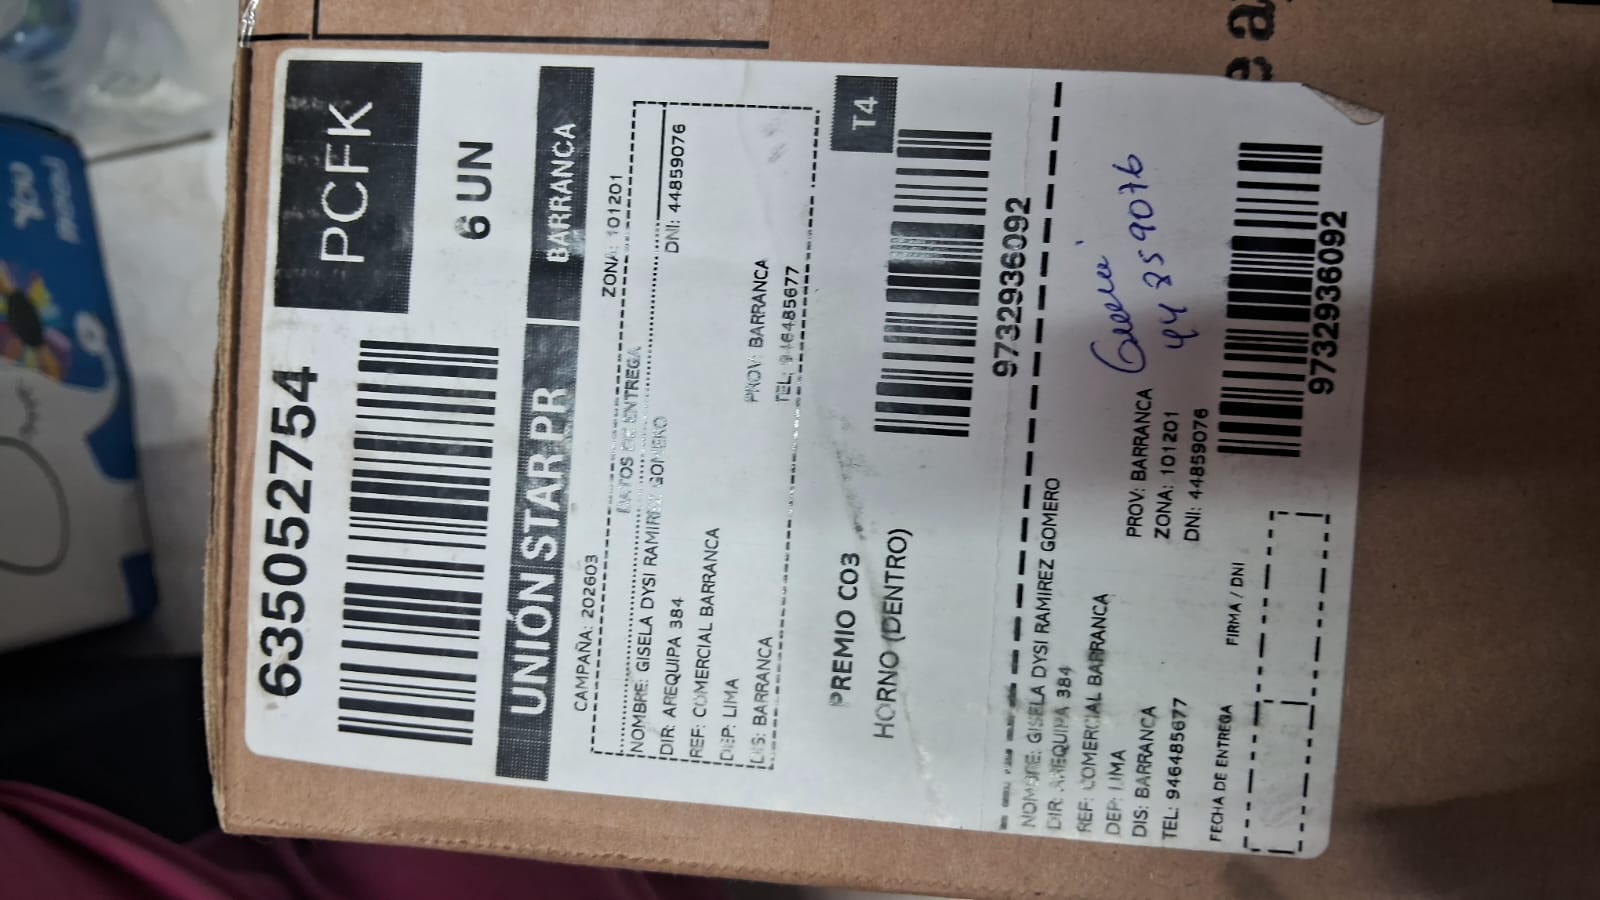 635052754
PCFK
6 UN
UNIÓN STAR PR
BARRANCA
CAMPAÑA: 202603
ZONA: 101201
DATOS DE ENTREGA
NOMBRE: GISELA DYSI RAMIREZ GOMERO
DIR: AREQUIPA 384
DNI: 44859076
REF: COMERCIAL BARRANCA
DEP: LIMA
PROV: BARRANCA
DIS: BARRANCA
TEL: 946485677
PREMIO CO3
T4
HORNO (DENTRO)
9732936092
NOMBRE: GISELA DYSI RAMIREZ GOMERO
DIR: AREQUIPA 384
REF: COMERCIAL BARRANCA
DEP: LIMA
PROV: BARRANCA
DIS: BARRANCA
ZONA: 101201
TEL: 946485677
DNI: 44859076
44859076
FECHA DE ENTREGA
FIRMA / DNI
9732936092